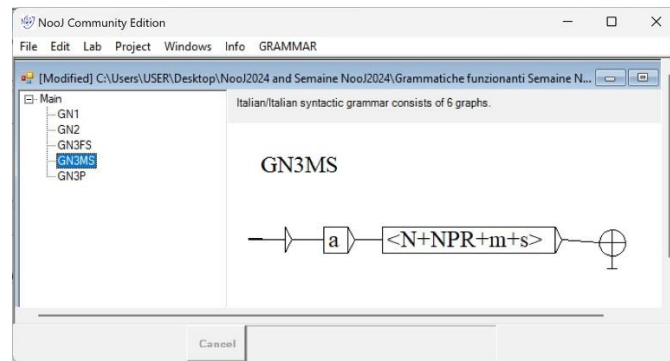 NooJ Community Edition
File Edit Lab Project Windows Info GRAMMAR
[Modified] C:\Users\USER\Desktop\NooJ2024 and Semaine NooJ2024\Grammatiche funzionanti Semaine N...
Main
GN1
GN2
GN3FS
GN3MS
GN3P
Italian/Italian syntactic grammar consists of 6 graphs.
GN3MS
a <N+NPR+m+s>
Cancel